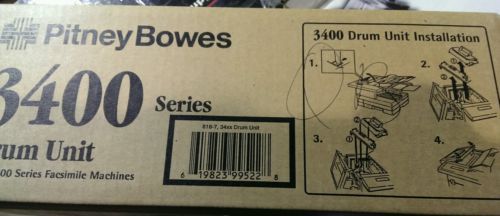 Pitney Bowes
3400 Series
rum Unit
00 Series Facsimile Machines
818-7, 34xx Drum Unit
6 19823 99522 8
3400 Drum Unit Installation
1.
2.
3.
4.